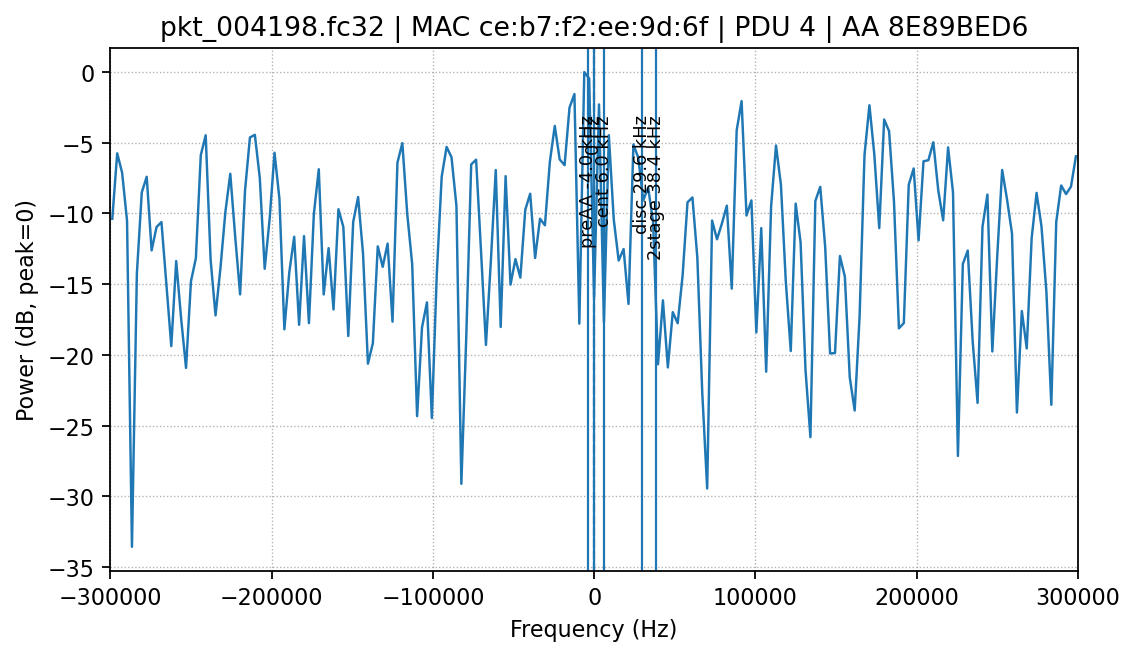 pkt_004198.fc32 | MAC ce:b7:f2:ee:9d:6f | PDU 4 | AA 8E89BED6
Power (dB, peak=0)
0
−5
−10
−15
−20
−25
−30
−35
preAA -4.0 kHz
cent 6.0 kHz
disc 29.6 kHz
2stage 38.4 kHz
−300000
−200000
−100000
0
100000
200000
300000
Frequency (Hz)